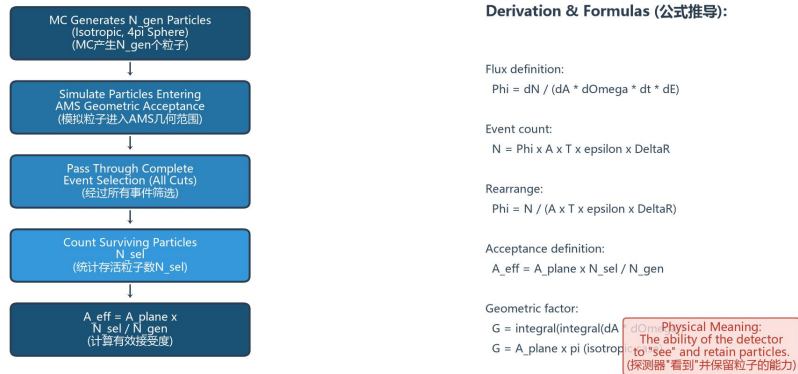 MC Generates N_gen Particles
(Isotropic, 4pi Sphere)
(MC产生N_gen个粒子)
Simulate Particles Entering
AMS Geometric Acceptance
(模拟粒子进入AMS几何范围)
Pass Through Complete
Event Selection (All Cuts)
(经过所有事件筛选)
Count Surviving Particles
N_sel
(统计存活粒子数N_sel)
A_eff = A_plane x
N_sel / N_gen
(计算有效接受度)
Derivation & Formulas (公式推导):
Flux definition:
Phi = dN / (dA * dOmega * dt * dE)
Event count:
N = Phi x A x T x epsilon x DeltaR
Rearrange:
Phi = N / (A x T x epsilon x DeltaR)
Acceptance definition:
A_eff = A_plane x N_sel / N_gen
Geometric factor:
G = integral(integral(dA * dOmega
G = A_plane x pi (isotropic
Physical Meaning:
The ability of the detector
to "see" and retain particles.
(探测器"看到"并保留粒子的能力)